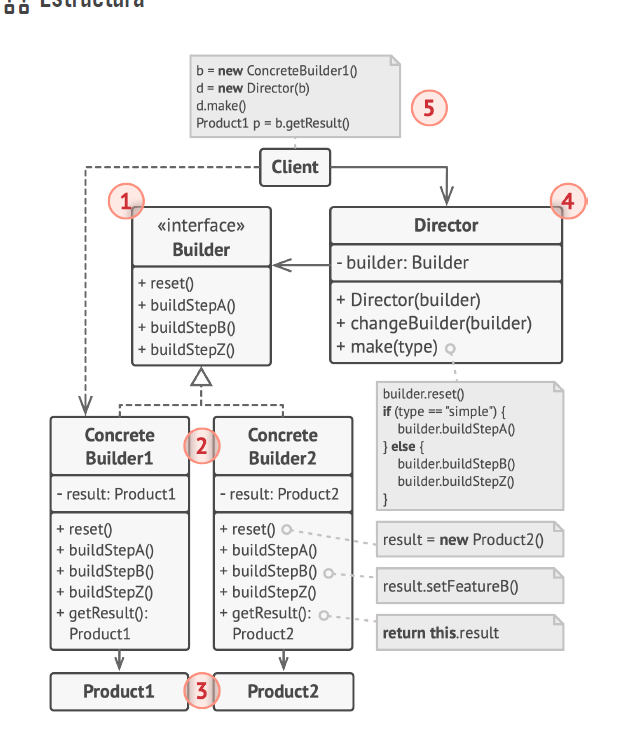 Estructura
b = new ConcreteBuilder1()
d = new Director(b)
d.make()
Product1 p = b.getResult()
5
Client
1
«interface»
Builder
+ reset()
+ buildStepA()
+ buildStepB()
+ buildStepZ()
4
Director
- builder: Builder
+ Director(builder)
+ changeBuilder(builder)
+ make(type)
builder.reset()
if (type == "simple") {
builder.buildStepA()
} else {
builder.buildStepB()
builder.buildStepZ()
}
Concrete
Builder1
- result: Product1
+ reset()
+ buildStepA()
+ buildStepB()
+ buildStepZ()
+ getResult():
Product1
2
Concrete
Builder2
- result: Product2
+ reset()
+ buildStepA()
+ buildStepB()
+ buildStepZ()
+ getResult():
Product2
result = new Product2()
result.setFeatureB()
return this.result
Product1
3
Product2